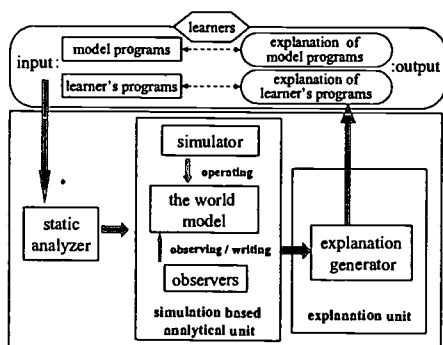 learners
input:
model programs
learner's programs
explanation of
model programs
explanation of
learner's programs
:output
simulator
operating
the world
model
observing / writing
observers
static
analyzer
simulation based
analytical unit
explanation
generator
explanation unit